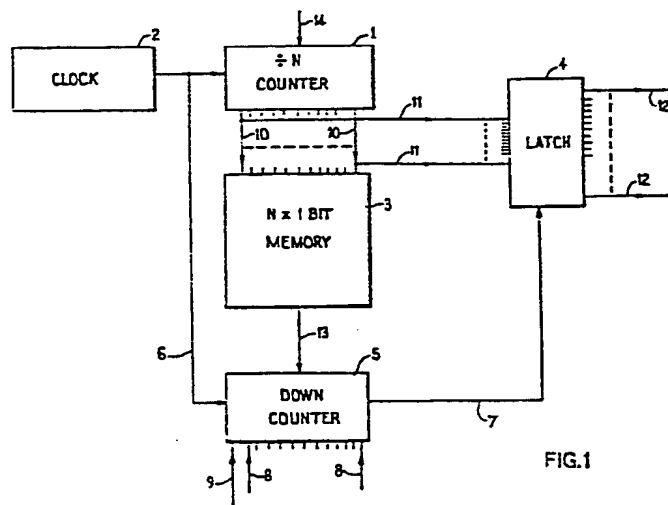 14
2
1
4
CLOCK
÷ N
COUNTER
11
12
10
10
LATCH
11
12
3
N x 1 BIT
MEMORY
13
6
5
DOWN
COUNTER
7
8
8
9
FIG.1